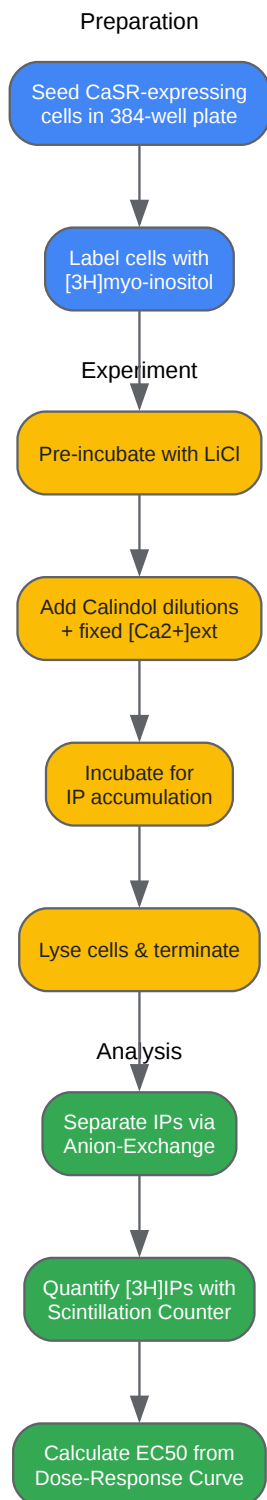 Preparation
Seed CaSR-expressing
cells in 384-well plate
Label cells with
[3H]myo-inositol
Experiment
Pre-incubate with LiCl
Add Calindol dilutions
+ fixed [Ca2+]ext
Incubate for
IP accumulation
Lyse cells & terminate
Analysis
Separate IPs via
Anion-Exchange
Quantify [3H]IPs with
Scintillation Counter
Calculate EC50 from
Dose-Response Curve